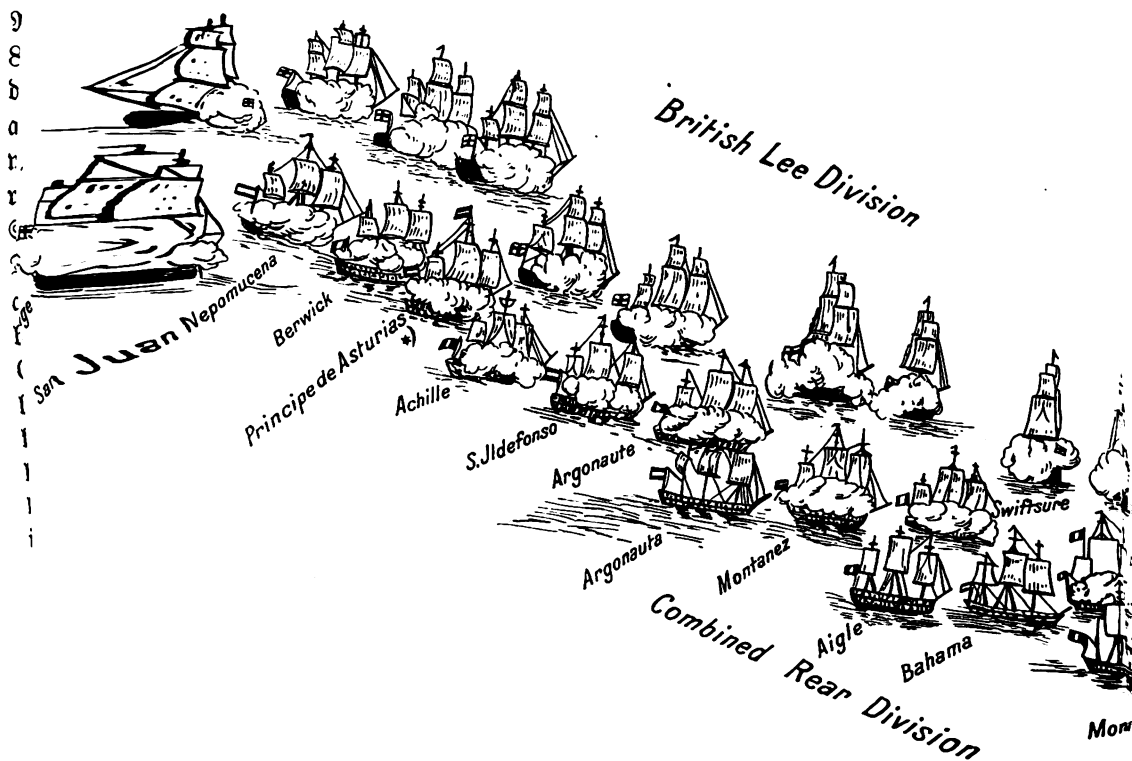 British Lee Division
San Juan Nepomucena
Berwick
Principe de Asturias
*)
Achille
S. JIdefonso
Argonaute
Argonauta
Montanez
Swiftsure
Aigle
Bahama
Combined Rear Division